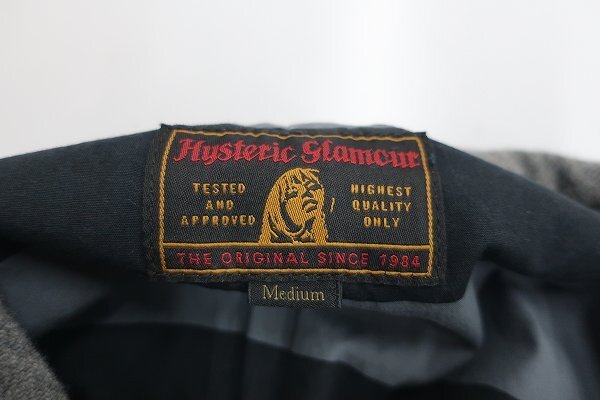 Hysteric Glamour
TESTED
AND
APPROVED
HIGHEST
QUALITY
ONLY
THE ORIGINAL SINCE 1984
Medium